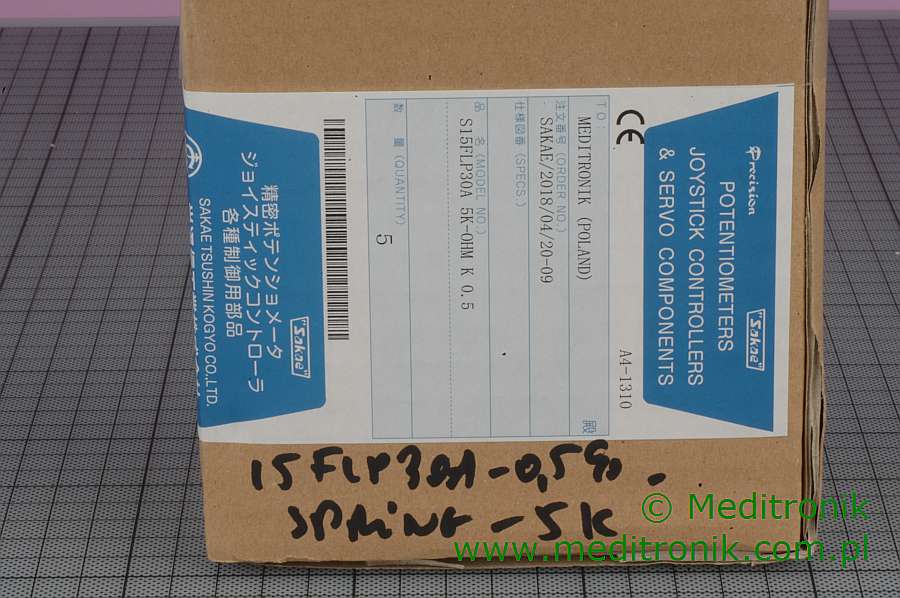 Precision
POTENTIOMETERS
JOYSTICK CONTROLLERS
& SERVO COMPONENTS
"Sakae"
CE
A4-1310
TO:
MEDITRONIK (POLAND)
殿
注文番号 (ORDER NO.)
SAKAE/2018/04/20-09
仕様図番 (SPECS.)
品 名 (MODEL NO.)
S15FLP30A 5K-OHM K 0.5
数 量 (QUANTITY)
5
"Sakae"
精密ポテンショメータ
ジョイスティックコントローラ
各種制御用部品
SAKAE TSUSHIN KOGYO CO.,LTD.
15FLP30A-0,5%
SPRING - 5K
© Meditronik
www.meditronik.com.pl